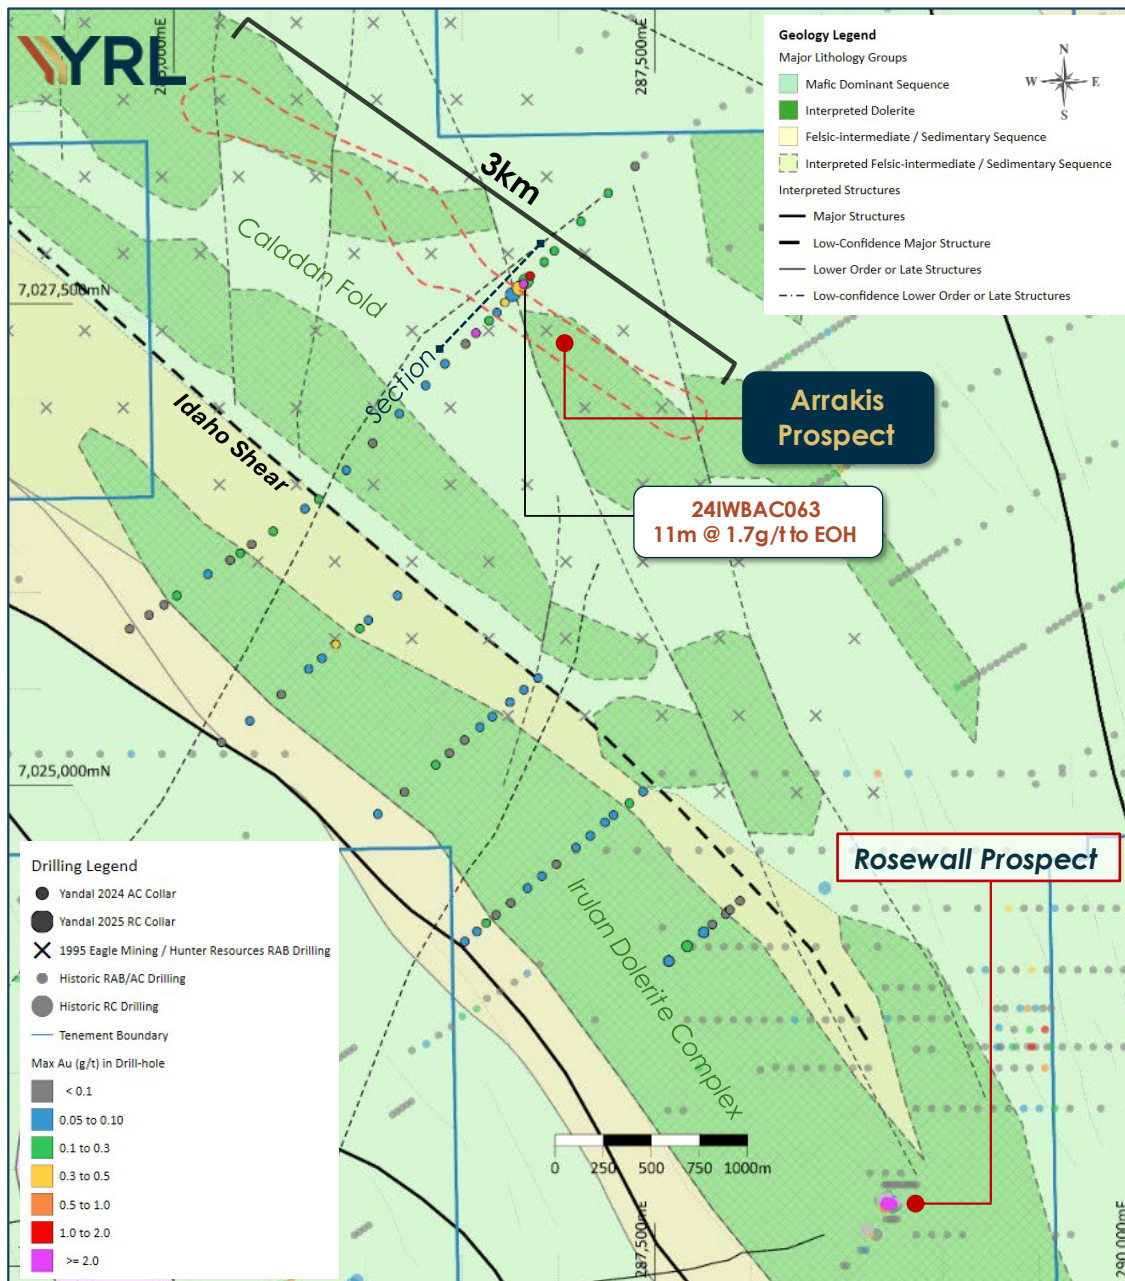 YRL
285,000mE
287,500mE
3km
Geology Legend
Major Lithology Groups
Mafic Dominant Sequence
Interpreted Dolerite
Felsic-intermediate / Sedimentary Sequence
Interpreted Felsic-intermediate / Sedimentary Sequence
Interpreted Structures
Major Structures
Low-Confidence Major Structure
Lower Order or Late Structures
Low-confidence Lower Order or Late Structures
N
W
E
S
Caladan Fold
7,027,500mN
Section
Idaho Shear
Arrakis
Prospect
24IWBAC063
11m @ 1.7g/t to EOH
7,025,000mN
Rosewall Prospect
Irulan Dolerite Complex
Drilling Legend
Yandal 2024 AC Collar
Yandal 2025 RC Collar
1995 Eagle Mining / Hunter Resources RAB Drilling
Historic RAB/AC Drilling
Historic RC Drilling
Tenement Boundary
Max Au (g/t) in Drill-hole
< 0.1
0.05 to 0.10
0.1 to 0.3
0.3 to 0.5
0.5 to 1.0
1.0 to 2.0
>= 2.0
0 250 500 750 1000m
287,500mE
290,000mE